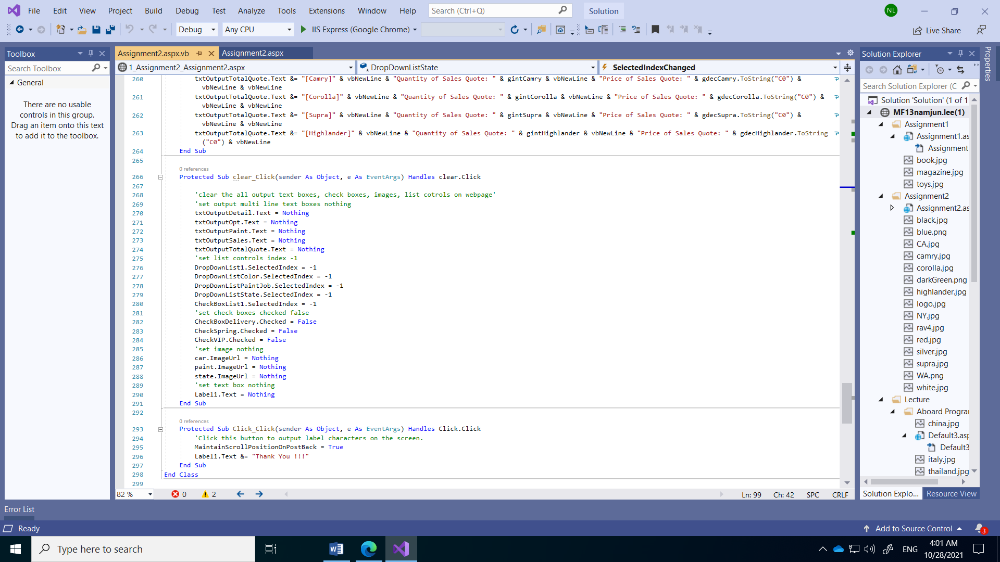 File Edit View Project Build Debug Test Analyze Tools Extensions Window Help Search (Ctrl+Q) Solution NL
Debug Any CPU IIS Express (Google Chrome) Live Share
Toolbox
Search Toolbox
General
There are no usable
controls in this group.
Drag an item onto this text
to add it to the toolbox.
Assignment2.aspx.vb Assignment2.aspx
1_Assignment2_Assignment2.aspx DropDownListState SelectedIndexChanged
260 txtOutputTotalQuote.Text &= "[Camry]" & vbNewLine & "Quantity of Sales Quote: " & gintCamry & vbNewLine & "Price of Sales Quote: " & gdecCamry.ToString("C0") &
vbNewLine & vbNewLine
261 txtOutputTotalQuote.Text &= "[Corolla]" & vbNewLine & "Quantity of Sales Quote: " & gintCorolla & vbNewLine & "Price of Sales Quote: " & gdecCorolla.ToString("C0") &
vbNewLine & vbNewLine
262 txtOutputTotalQuote.Text &= "[Supra]" & vbNewLine & "Quantity of Sales Quote: " & gintSupra & vbNewLine & "Price of Sales Quote: " & gdecSupra.ToString("C0") &
vbNewLine & vbNewLine
263 txtOutputTotalQuote.Text &= "[Highlander]" & vbNewLine & "Quantity of Sales Quote: " & gintHighlander & vbNewLine & "Price of Sales Quote: " & gdecHighlander.ToString
("C0") & vbNewLine
264 End Sub
265
0 references
266 Protected Sub clear_Click(sender As Object, e As EventArgs) Handles clear.Click
267
268 'clear the all output text boxes, check boxes, images, list cotrols on webpage'
269 'set output multi line text boxes nothing
270 txtOutputDetail.Text = Nothing
271 txtOutputOpt.Text = Nothing
272 txtOutputPaint.Text = Nothing
273 txtOutputSales.Text = Nothing
274 txtOutputTotalQuote.Text = Nothing
275 'set list controls index -1
276 DropDownList1.SelectedIndex = -1
277 DropDownListColor.SelectedIndex = -1
278 DropDownListPaintJob.SelectedIndex = -1
279 DropDownListState.SelectedIndex = -1
280 CheckBoxList1.SelectedIndex = -1
281 'set check boxes checked false
282 CheckBoxDelivery.Checked = False
283 CheckSpring.Checked = False
284 CheckVIP.Checked = False
285 'set image nothing
286 car.ImageUrl = Nothing
287 paint.ImageUrl = Nothing
288 state.ImageUrl = Nothing
289 'set text box nothing
290 Label1.Text = Nothing
291 End Sub
292
0 references
293 Protected Sub Click_Click(sender As Object, e As EventArgs) Handles Click.Click
294 'Click this button to output label characters on the screen.
295 MaintainScrollPositionOnPostBack = True
296 Label1.Text &= "Thank You !!!"
297 End Sub
298 End Class
299
82 % 0 2 Ln: 99 Ch: 42 SPC CRLF
Solution Explorer
Search Solution Explorer (C
Solution 'Solution' (1 of 1
MF13namjun.lee(1)
Assignment1
Assignment1.as
Assignment
book.jpg
magazine.jpg
toys.jpg
Assignment2
Assignment2.as
black.jpg
blue.png
CA.jpg
camry.jpg
corolla.jpg
darkGreen.png
highlander.jpg
logo.jpg
NY.jpg
rav4.jpg
red.jpg
silver.jpg
supra.jpg
WA.png
white.jpg
Lecture
Aboard Progra
china.jpg
Default3.asp
Default3
italy.jpg
thailand.jpg
Solution Explo... Resource View
Properties
Error List
Ready Add to Source Control 3
Type here to search ENG 4:01 AM
10/28/2021